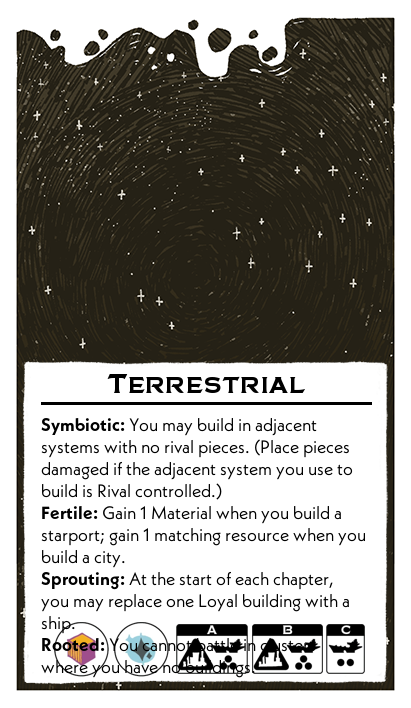 TERRESTRIAL
Symbiotic: You may build in adjacent
systems with no rival pieces. (Place pieces
damaged if the adjacent system you use to
build is Rival controlled.)
Fertile: Gain 1 Material when you build a
starport; gain 1 matching resource when you
build a city.
Sprouting: At the start of each chapter,
you may replace one Loyal building with a
ship.
Rooted: You cannot battle in clusters
where you have no buildings.
A B C